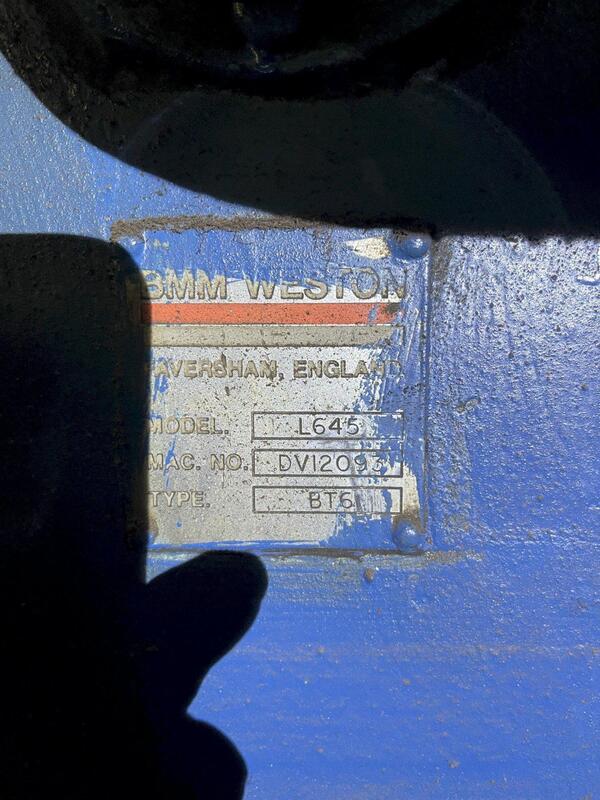 BMM WESTON
FAVERSHAM, ENGLAND
MODEL. L645
MAC. NO. DV12093
TYPE. BT6